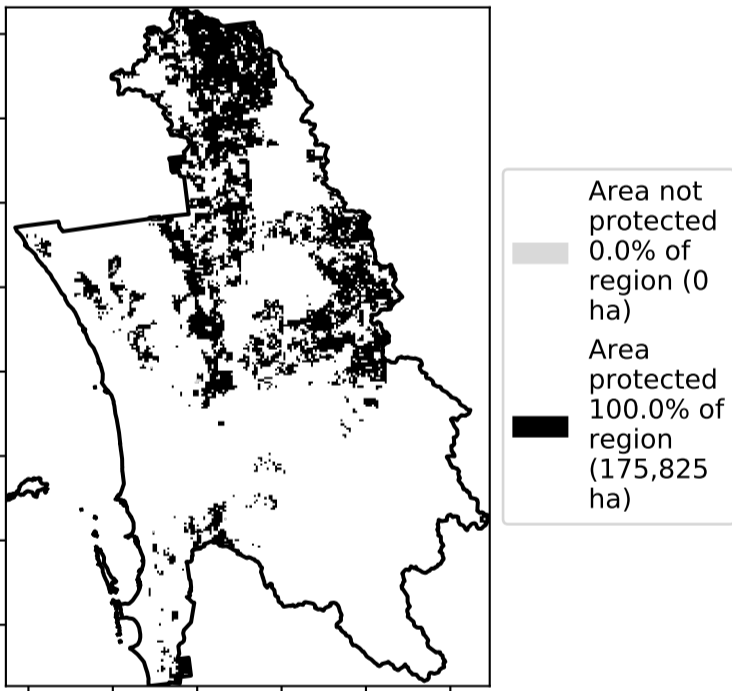 Area not
protected
0.0% of
region (0
ha)
Area
protected
100.0% of
region
(175,825
ha)